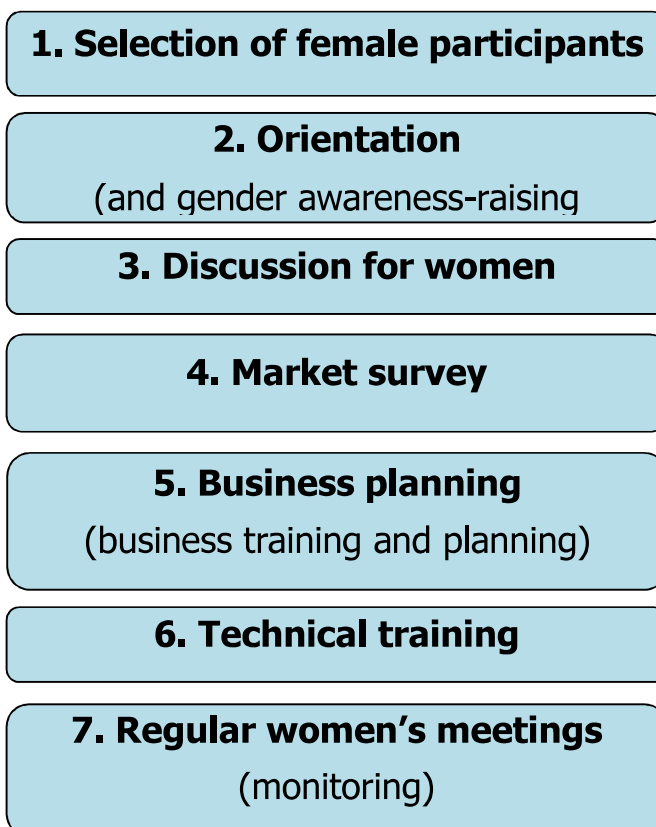 1. Selection of female participants
2. Orientation
(and gender awareness-raising
3. Discussion for women
4. Market survey
5. Business planning
(business training and planning)
6. Technical training
7. Regular women’s meetings
(monitoring)